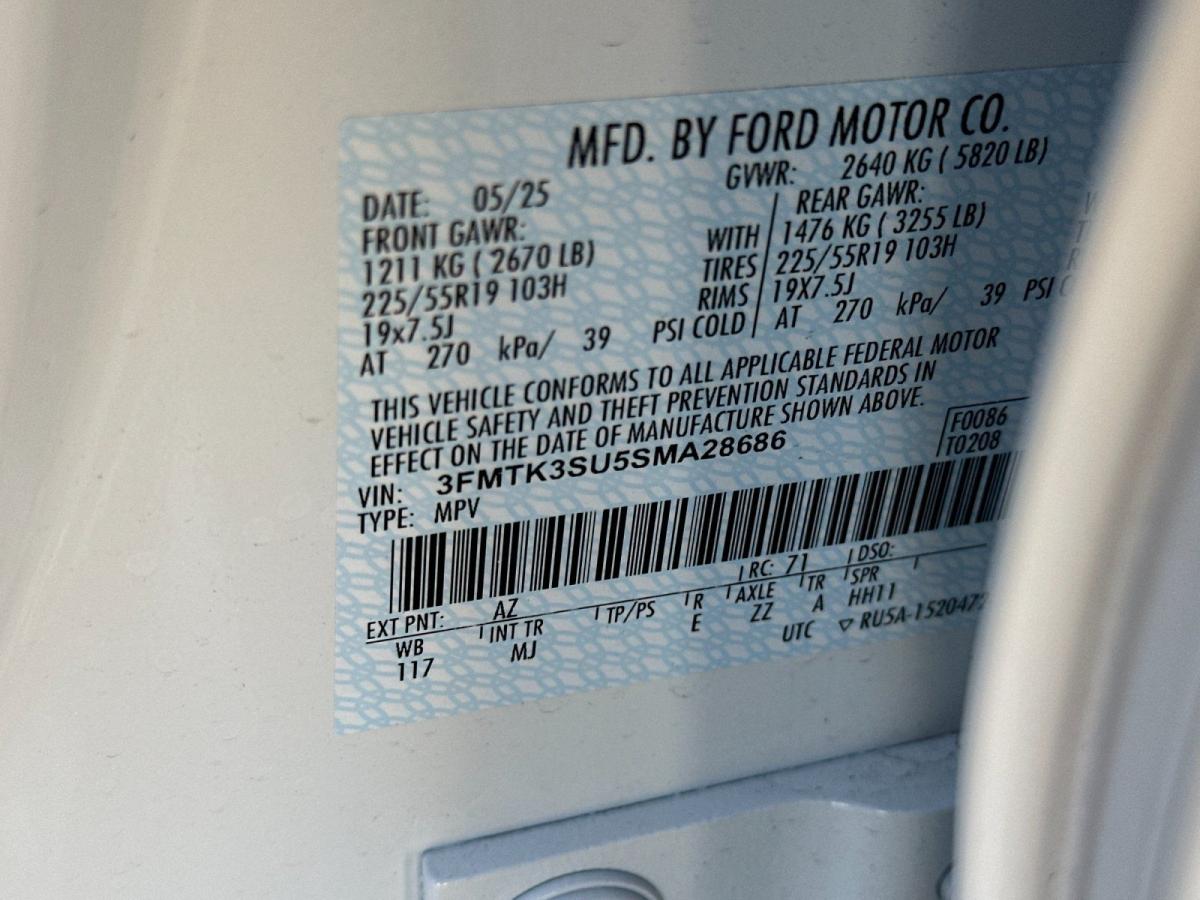 MFD. BY FORD MOTOR CO.
DATE: 05/25
GVWR: 2640 KG ( 5820 LB)
FRONT GAWR:
REAR GAWR:
1211 KG ( 2670 LB)
WITH
1476 KG ( 3255 LB)
225/55R19 103H
TIRES
225/55R19 103H
19x7.5J
RIMS
19X7.5J
AT 270 kPa/ 39 PSI COLD
AT 270 kPa/ 39 PSI
THIS VEHICLE CONFORMS TO ALL APPLICABLE FEDERAL MOTOR
VEHICLE SAFETY AND THEFT PREVENTION STANDARDS IN
EFFECT ON THE DATE OF MANUFACTURE SHOWN ABOVE.
F0086
T0208
VIN: 3FMTK3SU5SMA28686
TYPE: MPV
EXT PNT: AZ
RC: 71
DSO:
WB
INT TR
TP/PS
R
AXLE
TR
SPR
117
MJ
E
ZZ
A
HH11
UTC ▽ RU5A-1520472